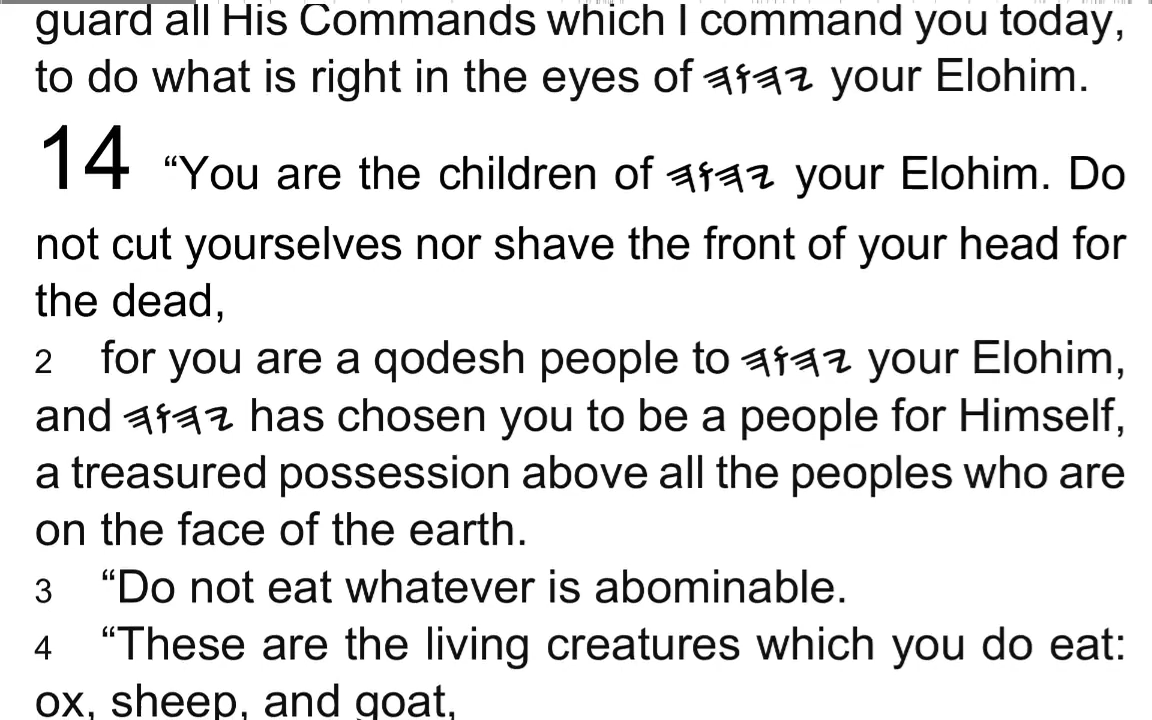 guard all His Commands which I command you today,
to do what is right in the eyes of 𐤉𐤄𐤅𐤄 your Elohim.
14 “You are the children of 𐤉𐤄𐤅𐤄 your Elohim. Do
not cut yourselves nor shave the front of your head for
the dead,
2 for you are a qodesh people to 𐤉𐤄𐤅𐤄 your Elohim,
and 𐤉𐤄𐤅𐤄 has chosen you to be a people for Himself,
a treasured possession above all the peoples who are
on the face of the earth.
3 “Do not eat whatever is abominable.
4 “These are the living creatures which you do eat:
ox, sheep, and goat,